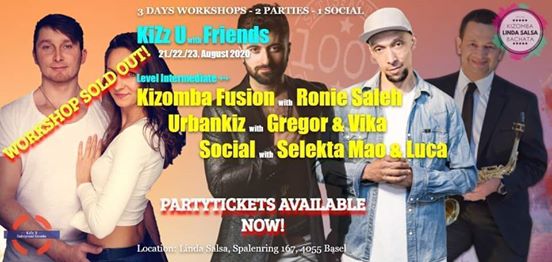 3 DAYS WORKSHOPS - 2 PARTIES - 1 SOCIAL
KiZz U with Friends
21./22./23. August 2020
Level Intermediate
Kizomba Fusion with Ronie Saleh
Urbankiz with Gregor & Vika
Social with Selekta Mao & Luca
WORKSHOP SOLD OUT!
PARTYTICKETS AVAILABLE
NOW!
Location: Linda Salsa, Spalenring 167, 4055 Basel
KIZOMBA
LINDA SALSA
BACHATA
100